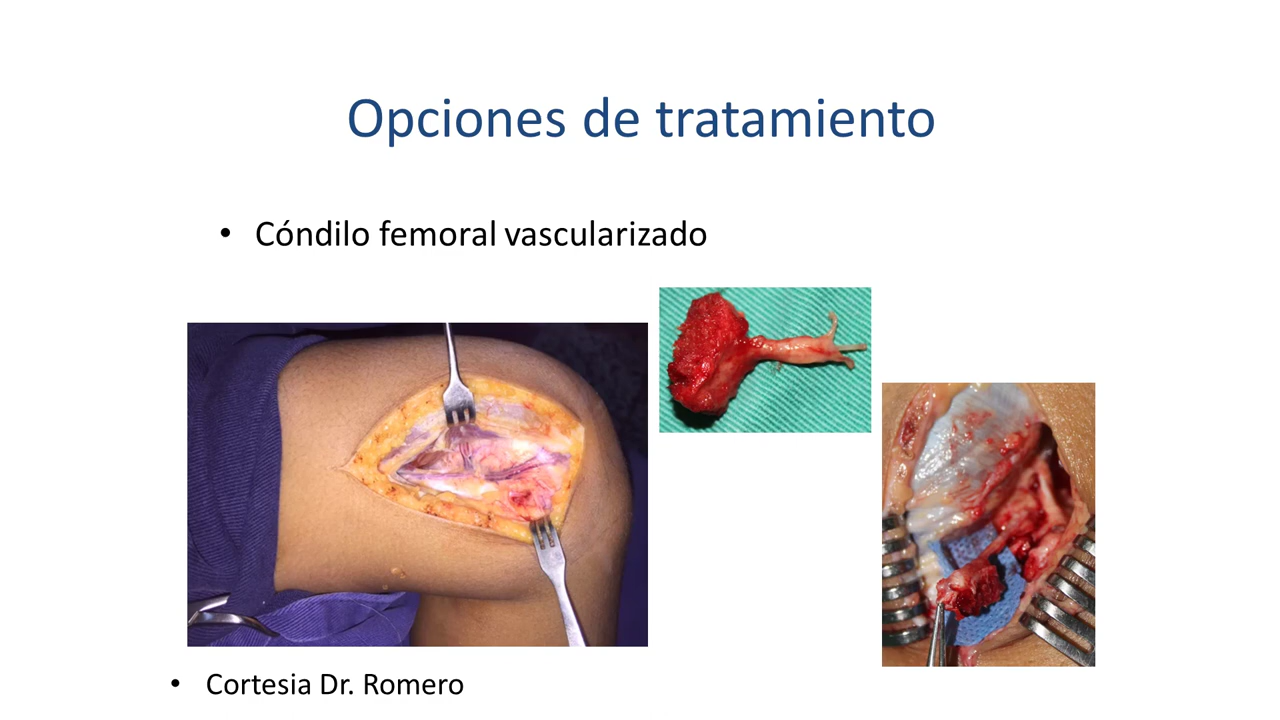 Opciones de tratamiento
• Cóndilo femoral vascularizado
• Cortesia Dr. Romero